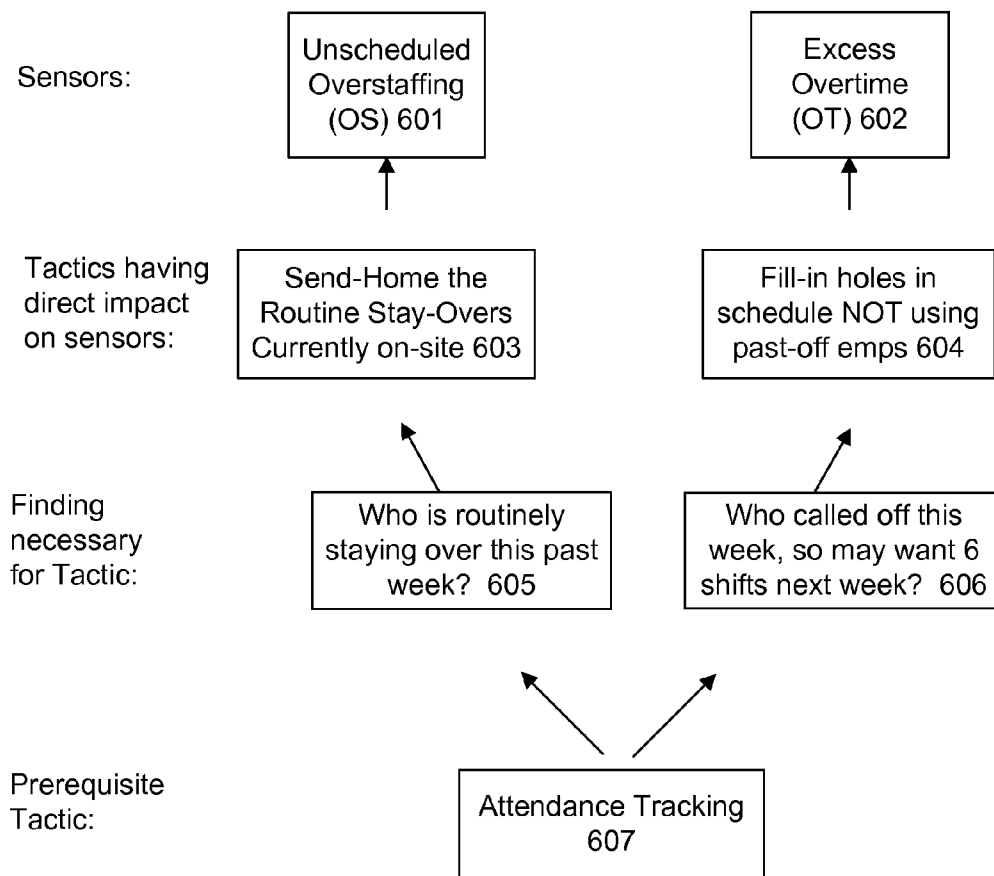 Sensors:
Unscheduled
Overstaffing
(OS) 601
Excess
Overtime
(OT) 602
Tactics having
direct impact
on sensors:
Send-Home the
Routine Stay-Overs
Currently on-site 603
Fill-in holes in
schedule NOT using
past-off emps 604
Finding
necessary
for Tactic:
Who is routinely
staying over this past
week? 605
Who called off this
week, so may want 6
shifts next week? 606
Prerequisite
Tactic:
Attendance Tracking
607